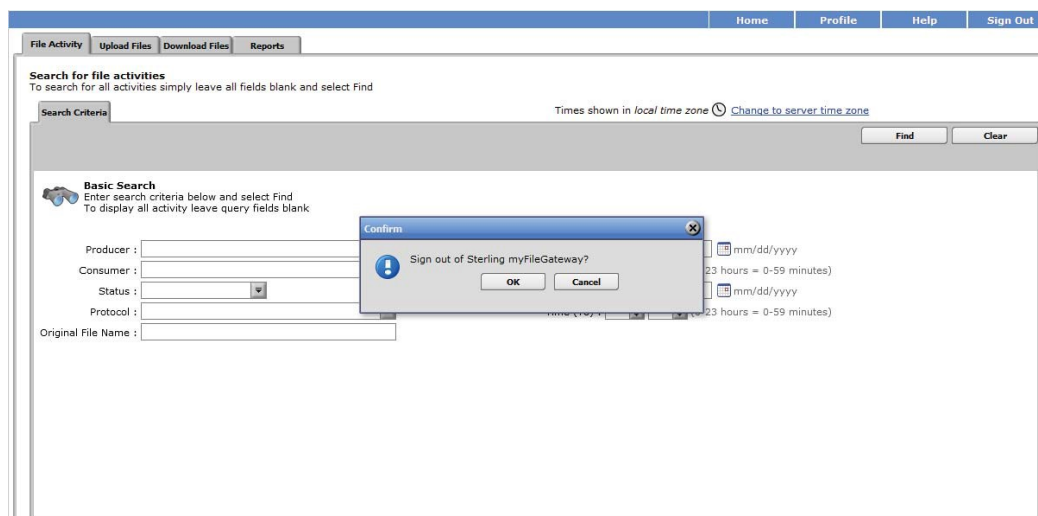 Home Profile Help Sign Out
File Activity Upload Files Download Files Reports
Search for file activities
To search for all activities simply leave all fields blank and select Find
Search Criteria
Times shown in local time zone Change to server time zone
Find Clear
Basic Search
Enter search criteria below and select Find
To display all activity leave query fields blank
Confirm
Sign out of Sterling myFileGateway?
OK Cancel
Producer : mm/dd/yyyy
Consumer : 23 hours = 0-59 minutes)
Status : mm/dd/yyyy
Protocol : 23 hours = 0-59 minutes)
Original File Name :